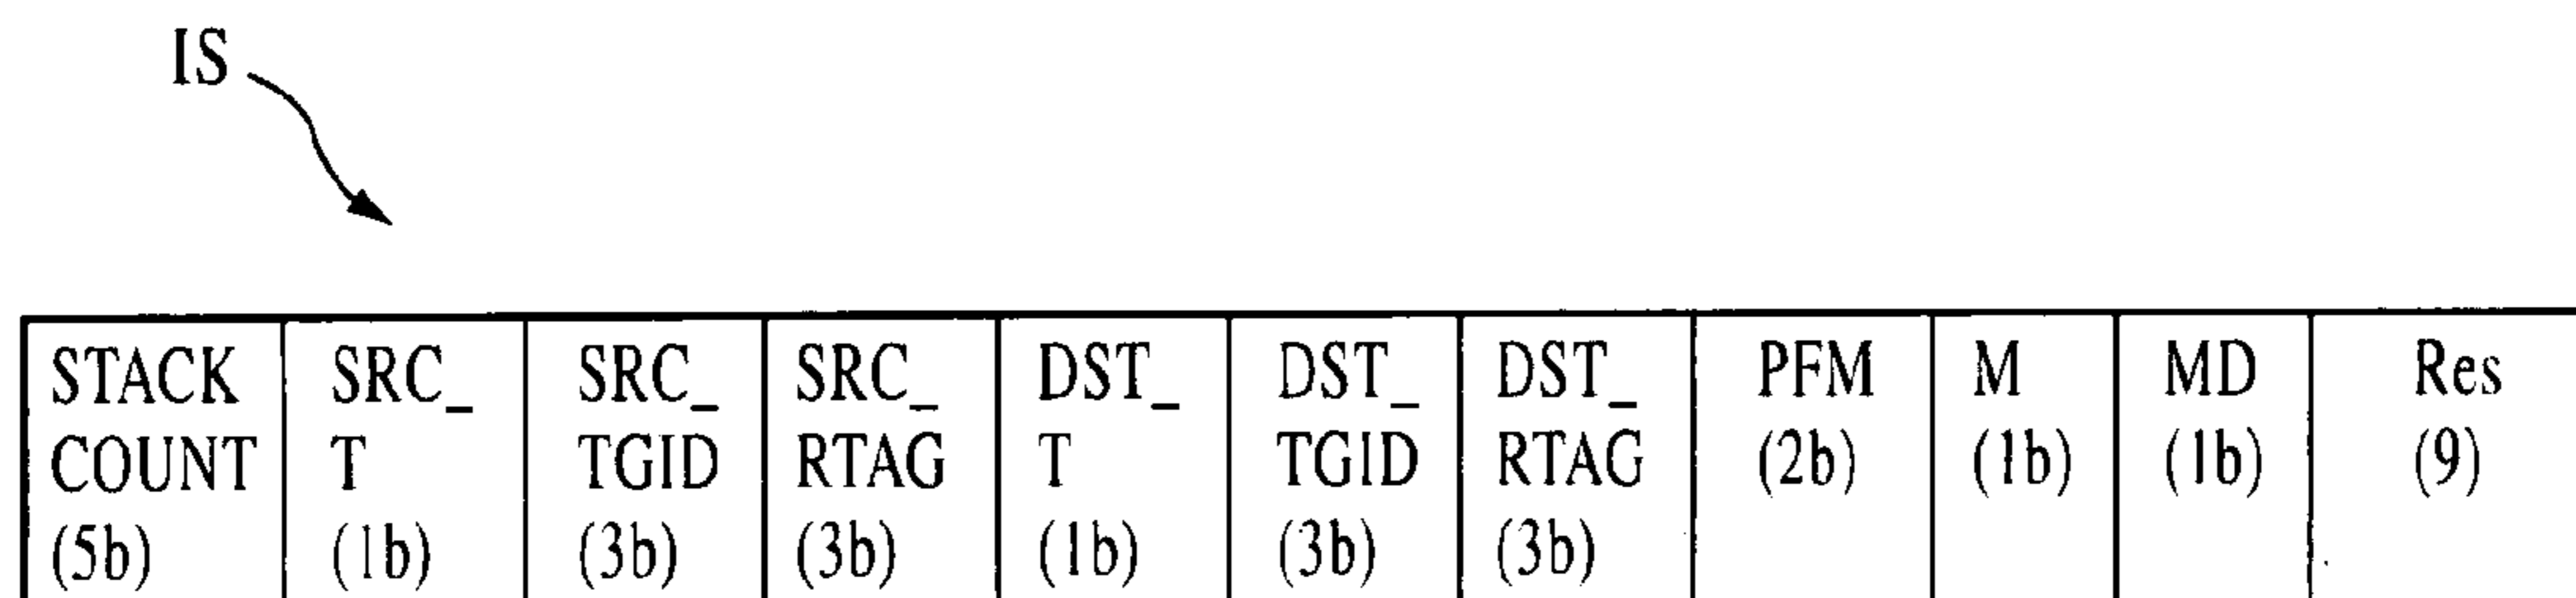 IS
STACK COUNT (5b)
SRC_ T (1b)
SRC_ TGID (3b)
SRC_ RTAG (3b)
DST_ T (1b)
DST_ TGID (3b)
DST_ RTAG (3b)
PFM (2b)
M (1b)
MD (1b)
Res (9)